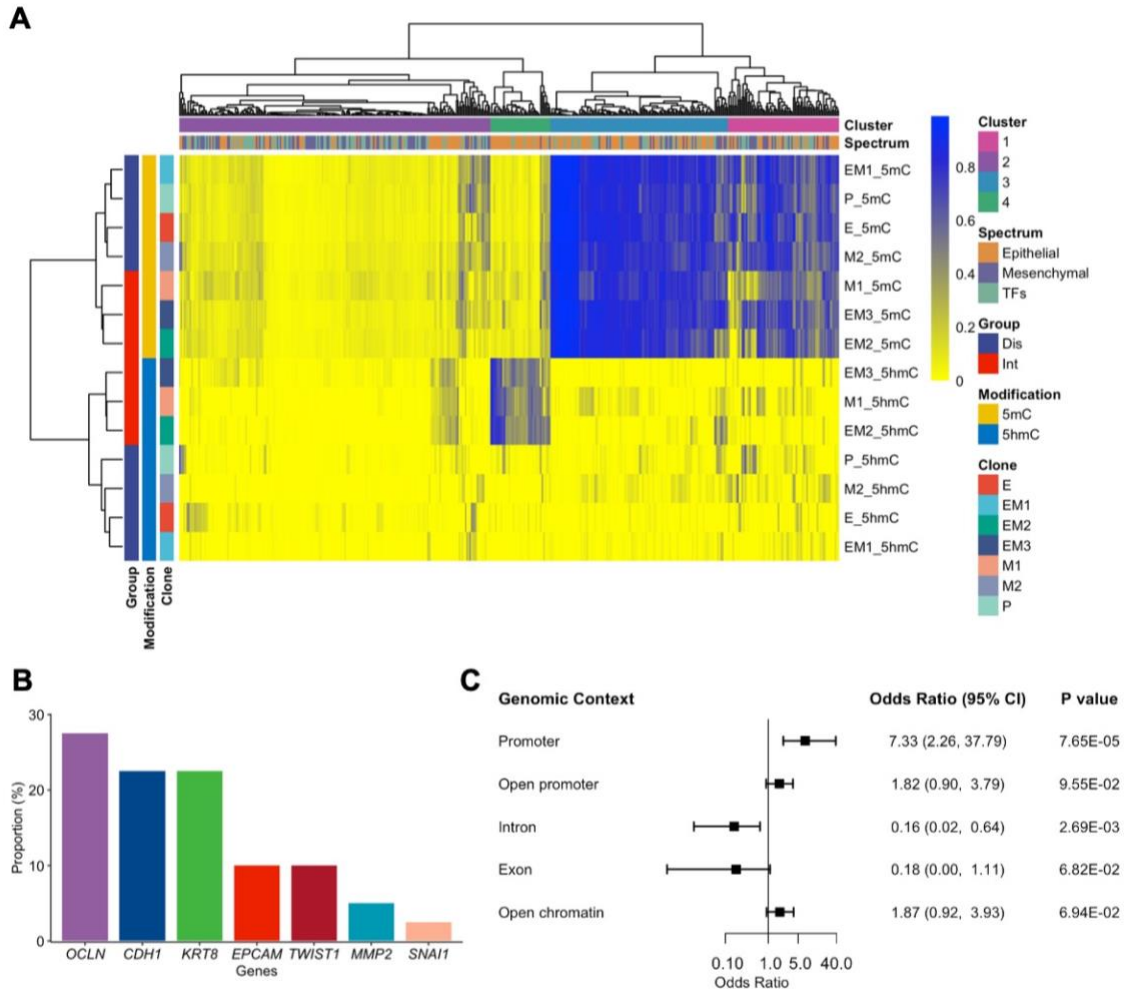 A
Cluster
Spectrum
EM1_5mC
P_5mC
E_5mC
M2_5mC
M1_5mC
EM3_5mC
EM2_5mC
EM3_5hmC
M1_5hmC
EM2_5hmC
P_5hmC
M2_5hmC
E_5hmC
EM1_5hmC
0.8
0.6
0.4
0.2
0
Cluster
1
2
3
4
Spectrum
Epithelial
Mesenchymal
TFs
Group
Dis
Int
Modification
5mC
5hmC
Clone
E
EM1
EM2
EM3
M1
M2
P
Group
Modification
Clone
B
Proportion (%)
30
20
10
0
OCLN CDH1 KRT8 EPCAM TWIST1 MMP2 SNAI1
Genes
C
Genomic Context Odds Ratio (95% CI) P value
Promoter 7.33 (2.26, 37.79) 7.65E-05
Open promoter 1.82 (0.90, 3.79) 9.55E-02
Intron 0.16 (0.02, 0.64) 2.69E-03
Exon 0.18 (0.00, 1.11) 6.82E-02
Open chromatin 1.87 (0.92, 3.93) 6.94E-02
0.10 1.0 5.0 40.0
Odds Ratio